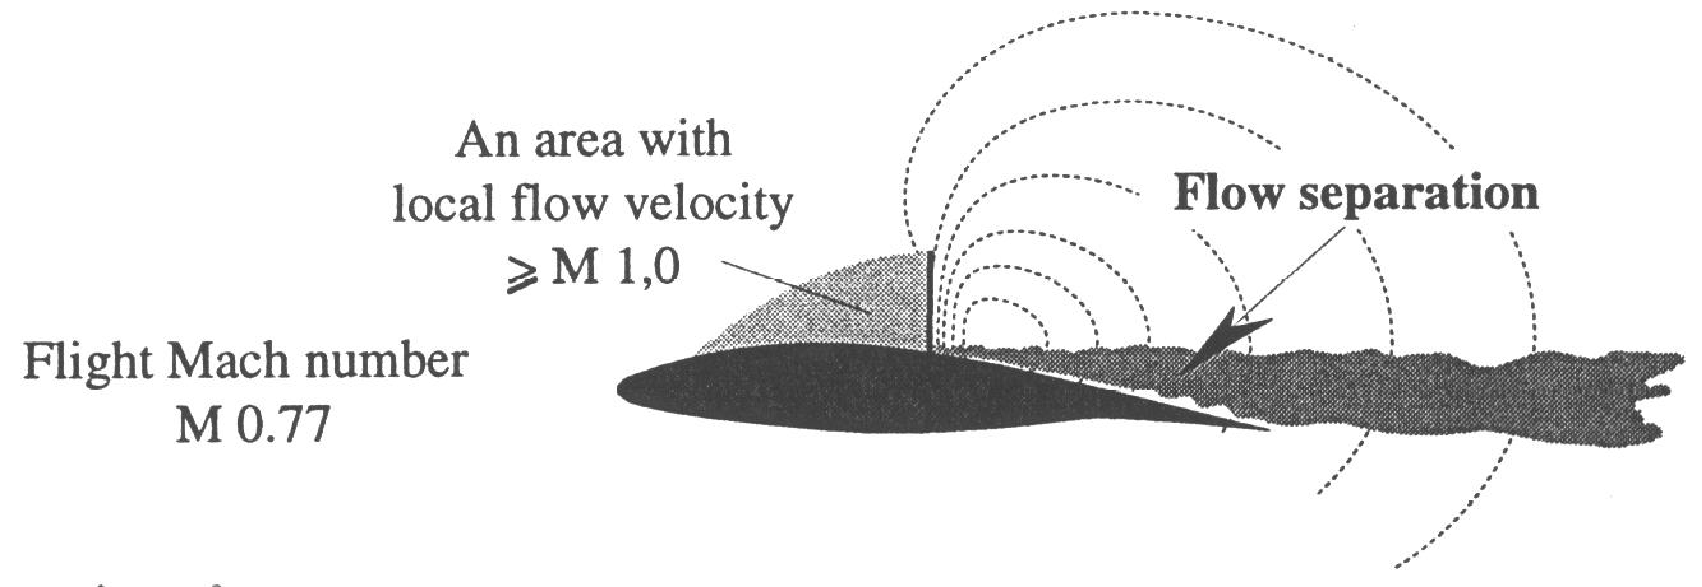 An area with
local flow velocity
⩾ M 1,0
Flow separation
Flight Mach number
M 0.77